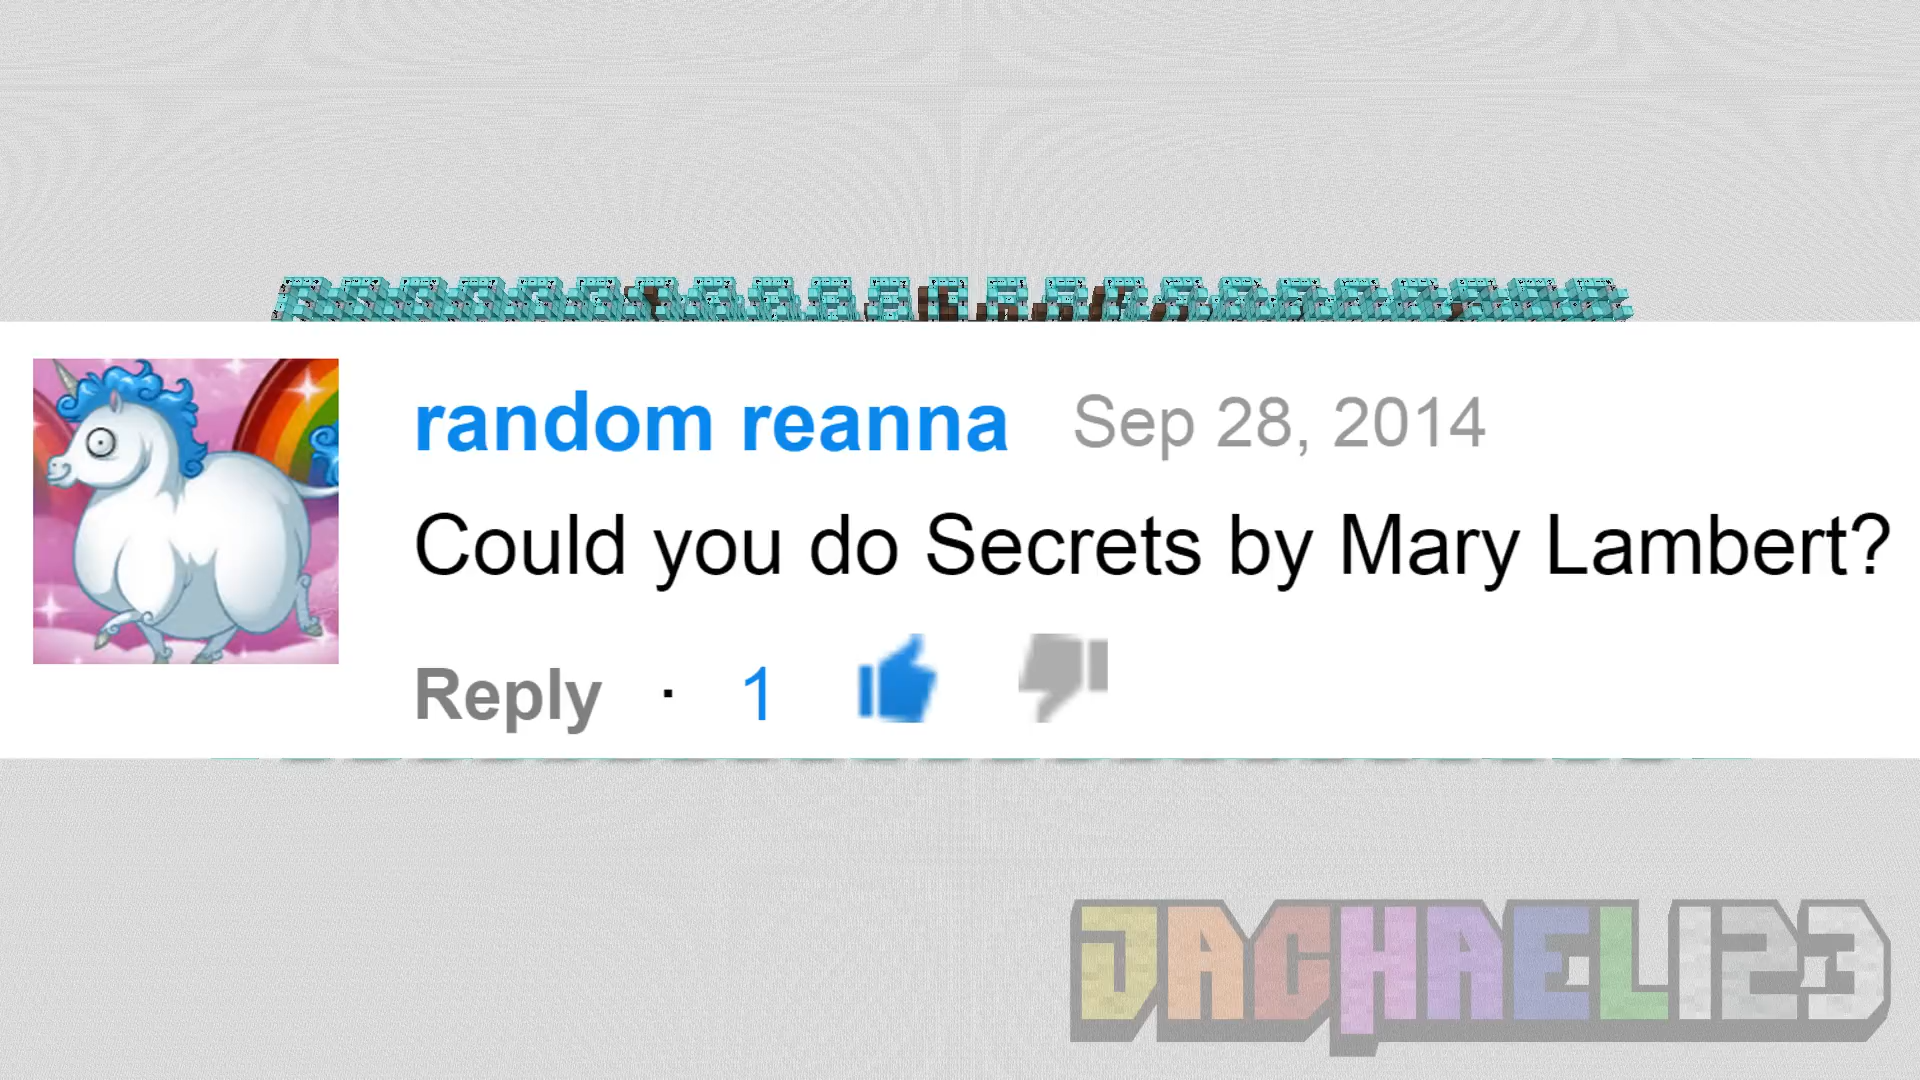 random reanna Sep 28, 2014
Could you do Secrets by Mary Lambert?
Reply · 1
JACHAEL123